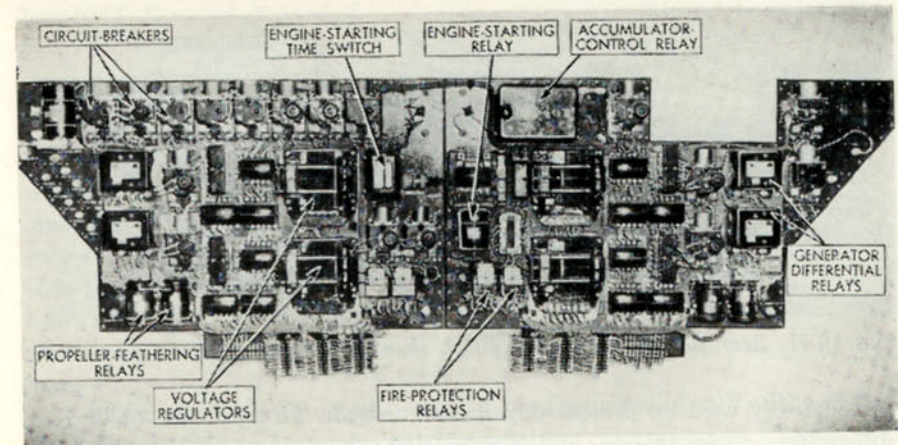 CIRCUIT-BREAKERS
ENGINE-STARTING
TIME SWITCH
ENGINE-STARTING
RELAY
ACCUMULATOR-
CONTROL RELAY
GENERATOR
DIFFERENTIAL
RELAYS
PROPELLER-FEATHERING
RELAYS
VOLTAGE
REGULATORS
FIRE-PROTECTION
RELAYS